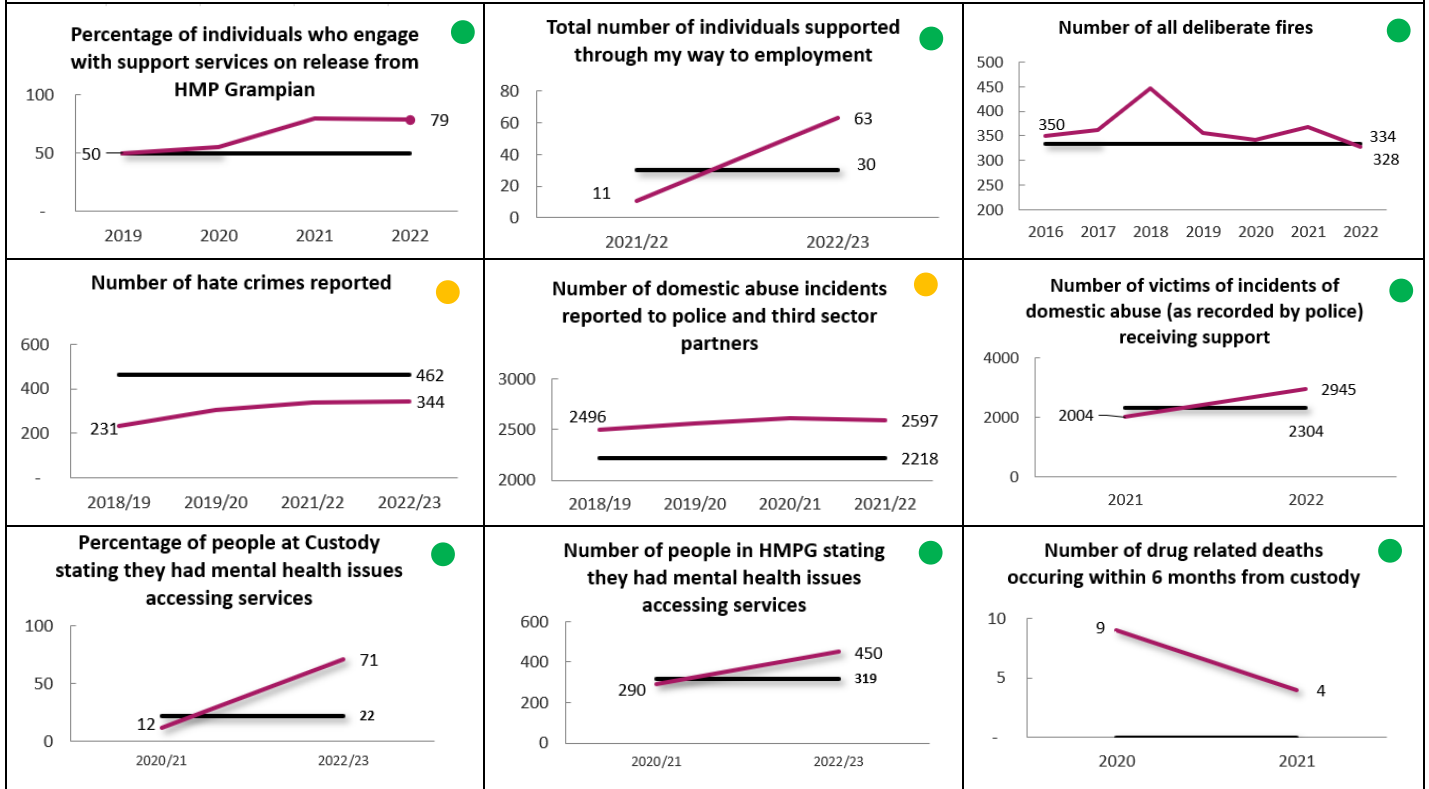 Percentage of individuals who engage
with support services on release from
HMP Grampian
100
50
-
50
79
2019 2020 2021 2022
Total number of individuals supported
through my way to employment
80
60
40
20
0
11
63
30
2021/22 2022/23
Number of all deliberate fires
500
450
400
350
300
250
200
350
334
328
2016 2017 2018 2019 2020 2021 2022
Number of hate crimes reported
600
400
200
-
231
462
344
2018/19 2019/20 2021/22 2022/23
Number of domestic abuse incidents
reported to police and third sector
partners
3000
2500
2000
2496
2597
2218
2018/19 2019/20 2020/21 2021/22
Number of victims of incidents of
domestic abuse (as recorded by police)
receiving support
4000
2000
0
2004
2945
2304
2021 2022
Percentage of people at Custody
stating they had mental health issues
accessing services
100
50
0
12
71
22
2020/21 2022/23
Number of people in HMPG stating
they had mental health issues
accessing services
600
400
200
0
290
450
319
2020/21 2022/23
Number of drug related deaths
occuring within 6 months from custody
10
5
-
9
4
2020 2021